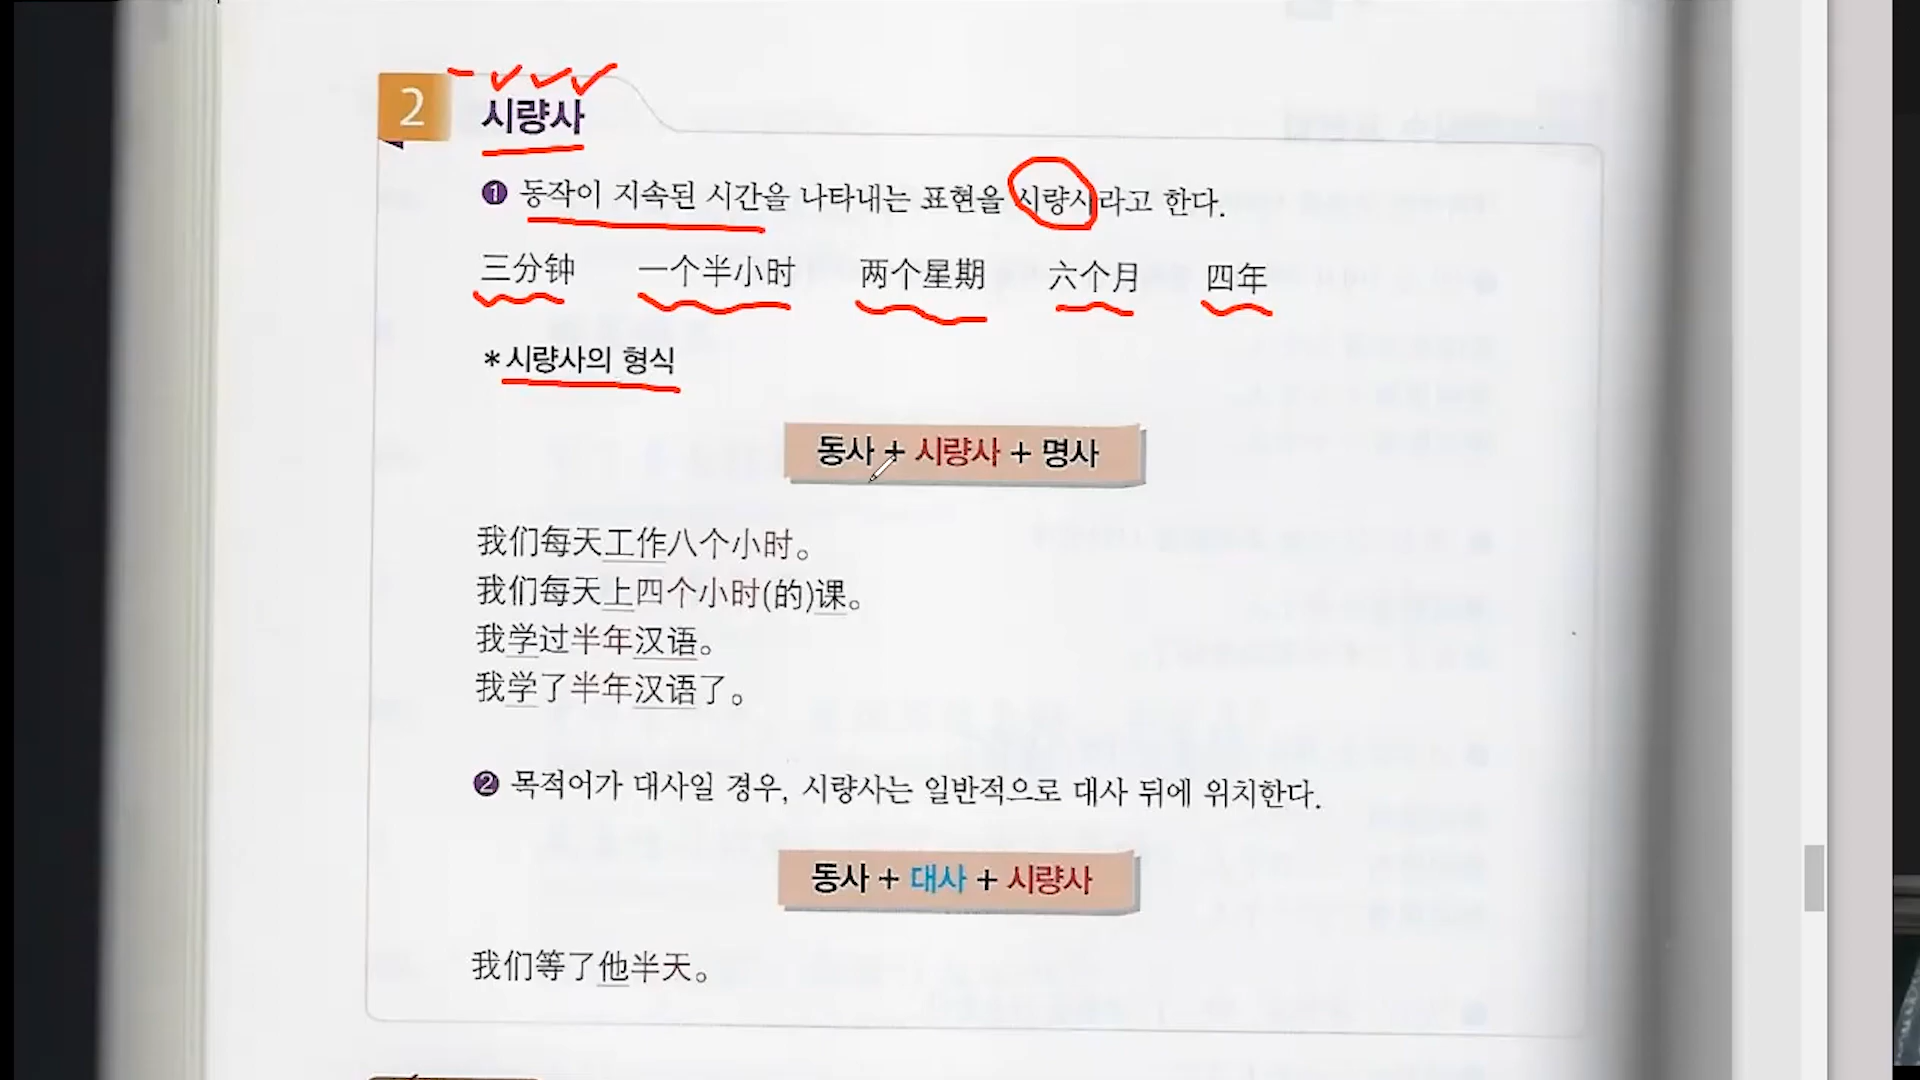 2 시량사
❶ 동작이 지속된 시간을 나타내는 표현을 시량사라고 한다.
三分钟 一个半小时 两个星期 六个月 四年
*시량사의 형식
동사 + 시량사 + 명사
我们每天工作八个小时。
我们每天上四个小时(的)课。
我学过半年汉语。
我学了半年汉语了。
❷ 목적어가 대사일 경우, 시량사는 일반적으로 대사 뒤에 위치한다.
동사 + 대사 + 시량사
我们等了他半天。